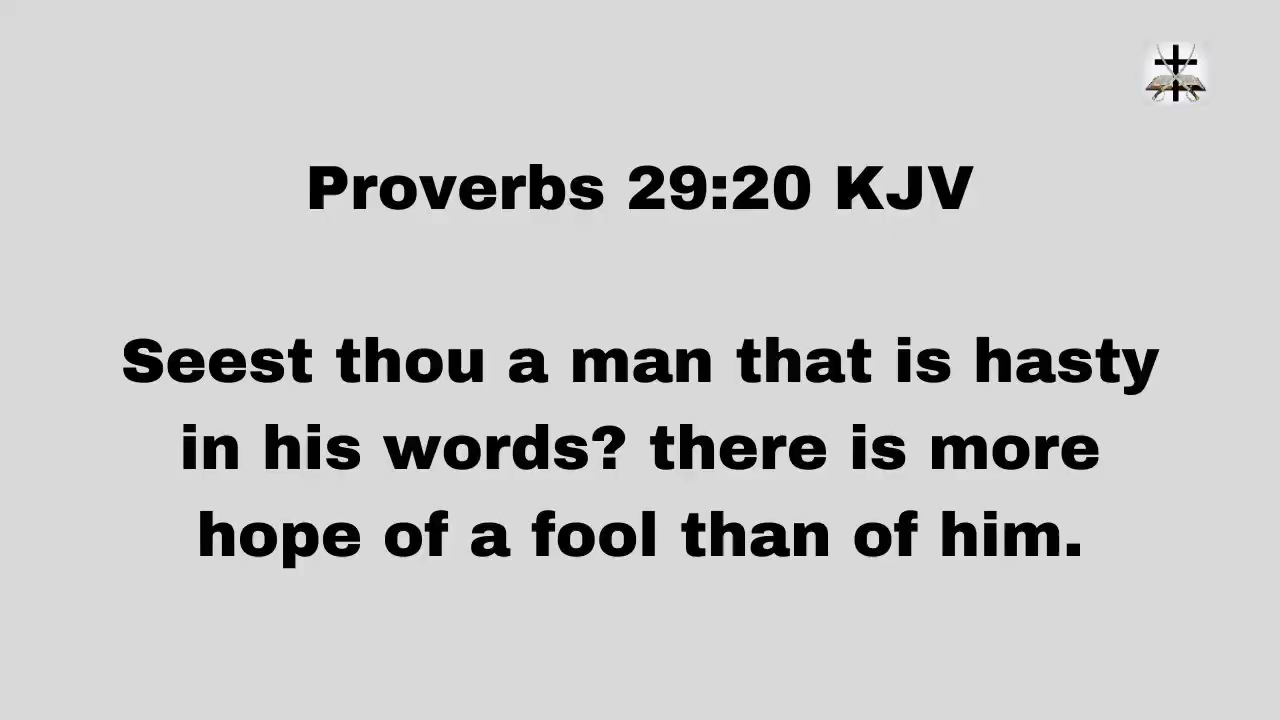 Proverbs 29:20 KJV
Seest thou a man that is hasty
in his words? there is more
hope of a fool than of him.